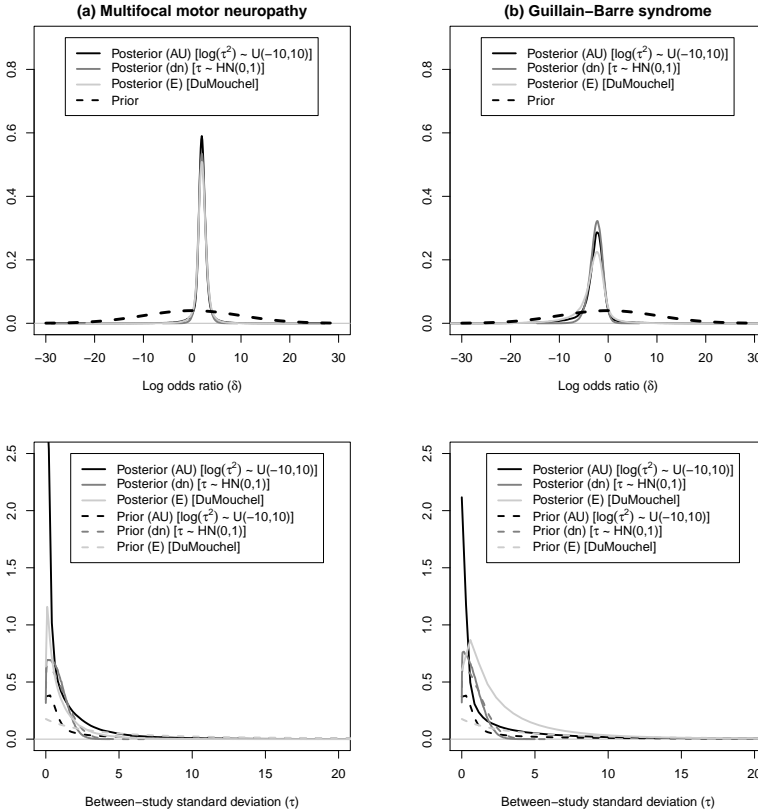 (a) Multifocal motor neuropathy
Posterior (AU) [log(τ²) ~ U(−10,10)]
Posterior (dn) [τ ~ HN(0,1)]
Posterior (E) [DuMouchel]
Prior
0.0
0.2
0.4
0.6
0.8
−30
−20
−10
0
10
20
30
Log odds ratio (δ)
(b) Guillain−Barre syndrome
Posterior (AU) [log(τ²) ~ U(−10,10)]
Posterior (dn) [τ ~ HN(0,1)]
Posterior (E) [DuMouchel]
Prior
0.0
0.2
0.4
0.6
0.8
−30
−20
−10
0
10
20
30
Log odds ratio (δ)
Posterior (AU) [log(τ²) ~ U(−10,10)]
Posterior (dn) [τ ~ HN(0,1)]
Posterior (E) [DuMouchel]
Prior (AU) [log(τ²) ~ U(−10,10)]
Prior (dn) [τ ~ HN(0,1)]
Prior (E) [DuMouchel]
0.0
0.5
1.0
1.5
2.0
2.5
0
5
10
15
20
Between−study standard deviation (τ)
Posterior (AU) [log(τ²) ~ U(−10,10)]
Posterior (dn) [τ ~ HN(0,1)]
Posterior (E) [DuMouchel]
Prior (AU) [log(τ²) ~ U(−10,10)]
Prior (dn) [τ ~ HN(0,1)]
Prior (E) [DuMouchel]
0.0
0.5
1.0
1.5
2.0
2.5
0
5
10
15
20
Between−study standard deviation (τ)